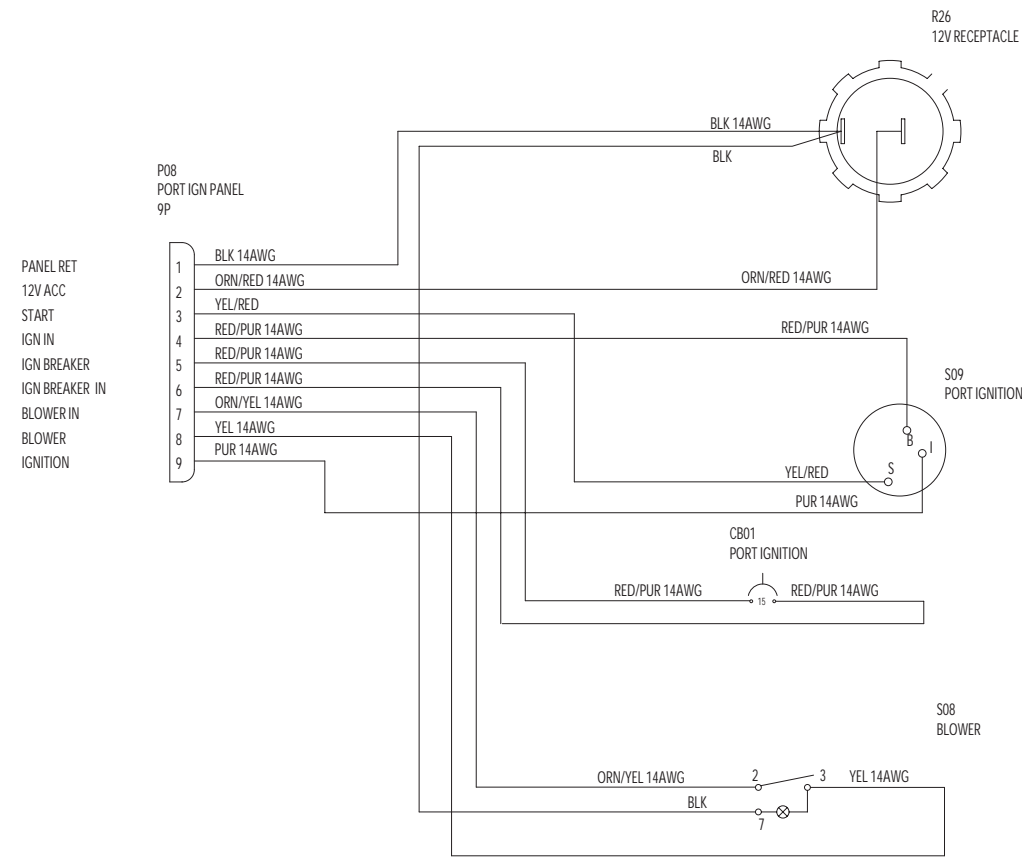 R26
12V RECEPTACLE
BLK 14AWG
BLK
P08
PORT IGN PANEL
9P
PANEL RET
1
BLK 14AWG
12V ACC
2
ORN/RED 14AWG
ORN/RED 14AWG
START
3
YEL/RED
IGN IN
4
RED/PUR 14AWG
RED/PUR 14AWG
IGN BREAKER
5
RED/PUR 14AWG
IGN BREAKER IN
6
RED/PUR 14AWG
BLOWER IN
7
ORN/YEL 14AWG
BLOWER
8
YEL 14AWG
IGNITION
9
PUR 14AWG
S09
PORT IGNITION
B
I
S
YEL/RED
PUR 14AWG
CB01
PORT IGNITION
RED/PUR 14AWG
15
RED/PUR 14AWG
S08
BLOWER
ORN/YEL 14AWG
2
3
YEL 14AWG
BLK
7